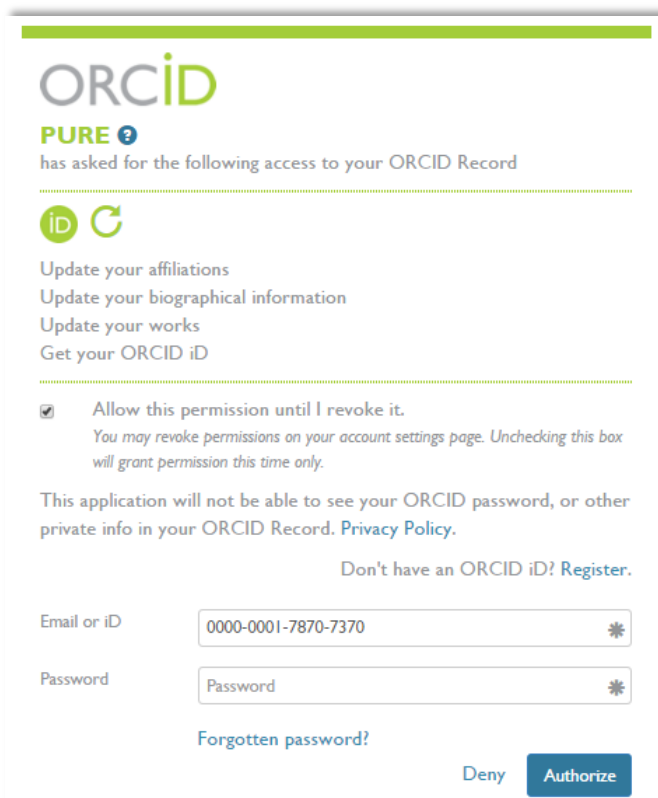 ORCiD
PURE ?
has asked for the following access to your ORCID Record
iD
Update your affiliations
Update your biographical information
Update your works
Get your ORCID iD
Allow this permission until I revoke it.
You may revoke permissions on your account settings page. Unchecking this box
will grant permission this time only.
This application will not be able to see your ORCID password, or other
private info in your ORCID Record. Privacy Policy.
Don't have an ORCID iD? Register.
Email or iD 0000-0001-7870-7370 *
Password Password *
Forgotten password?
Deny Authorize